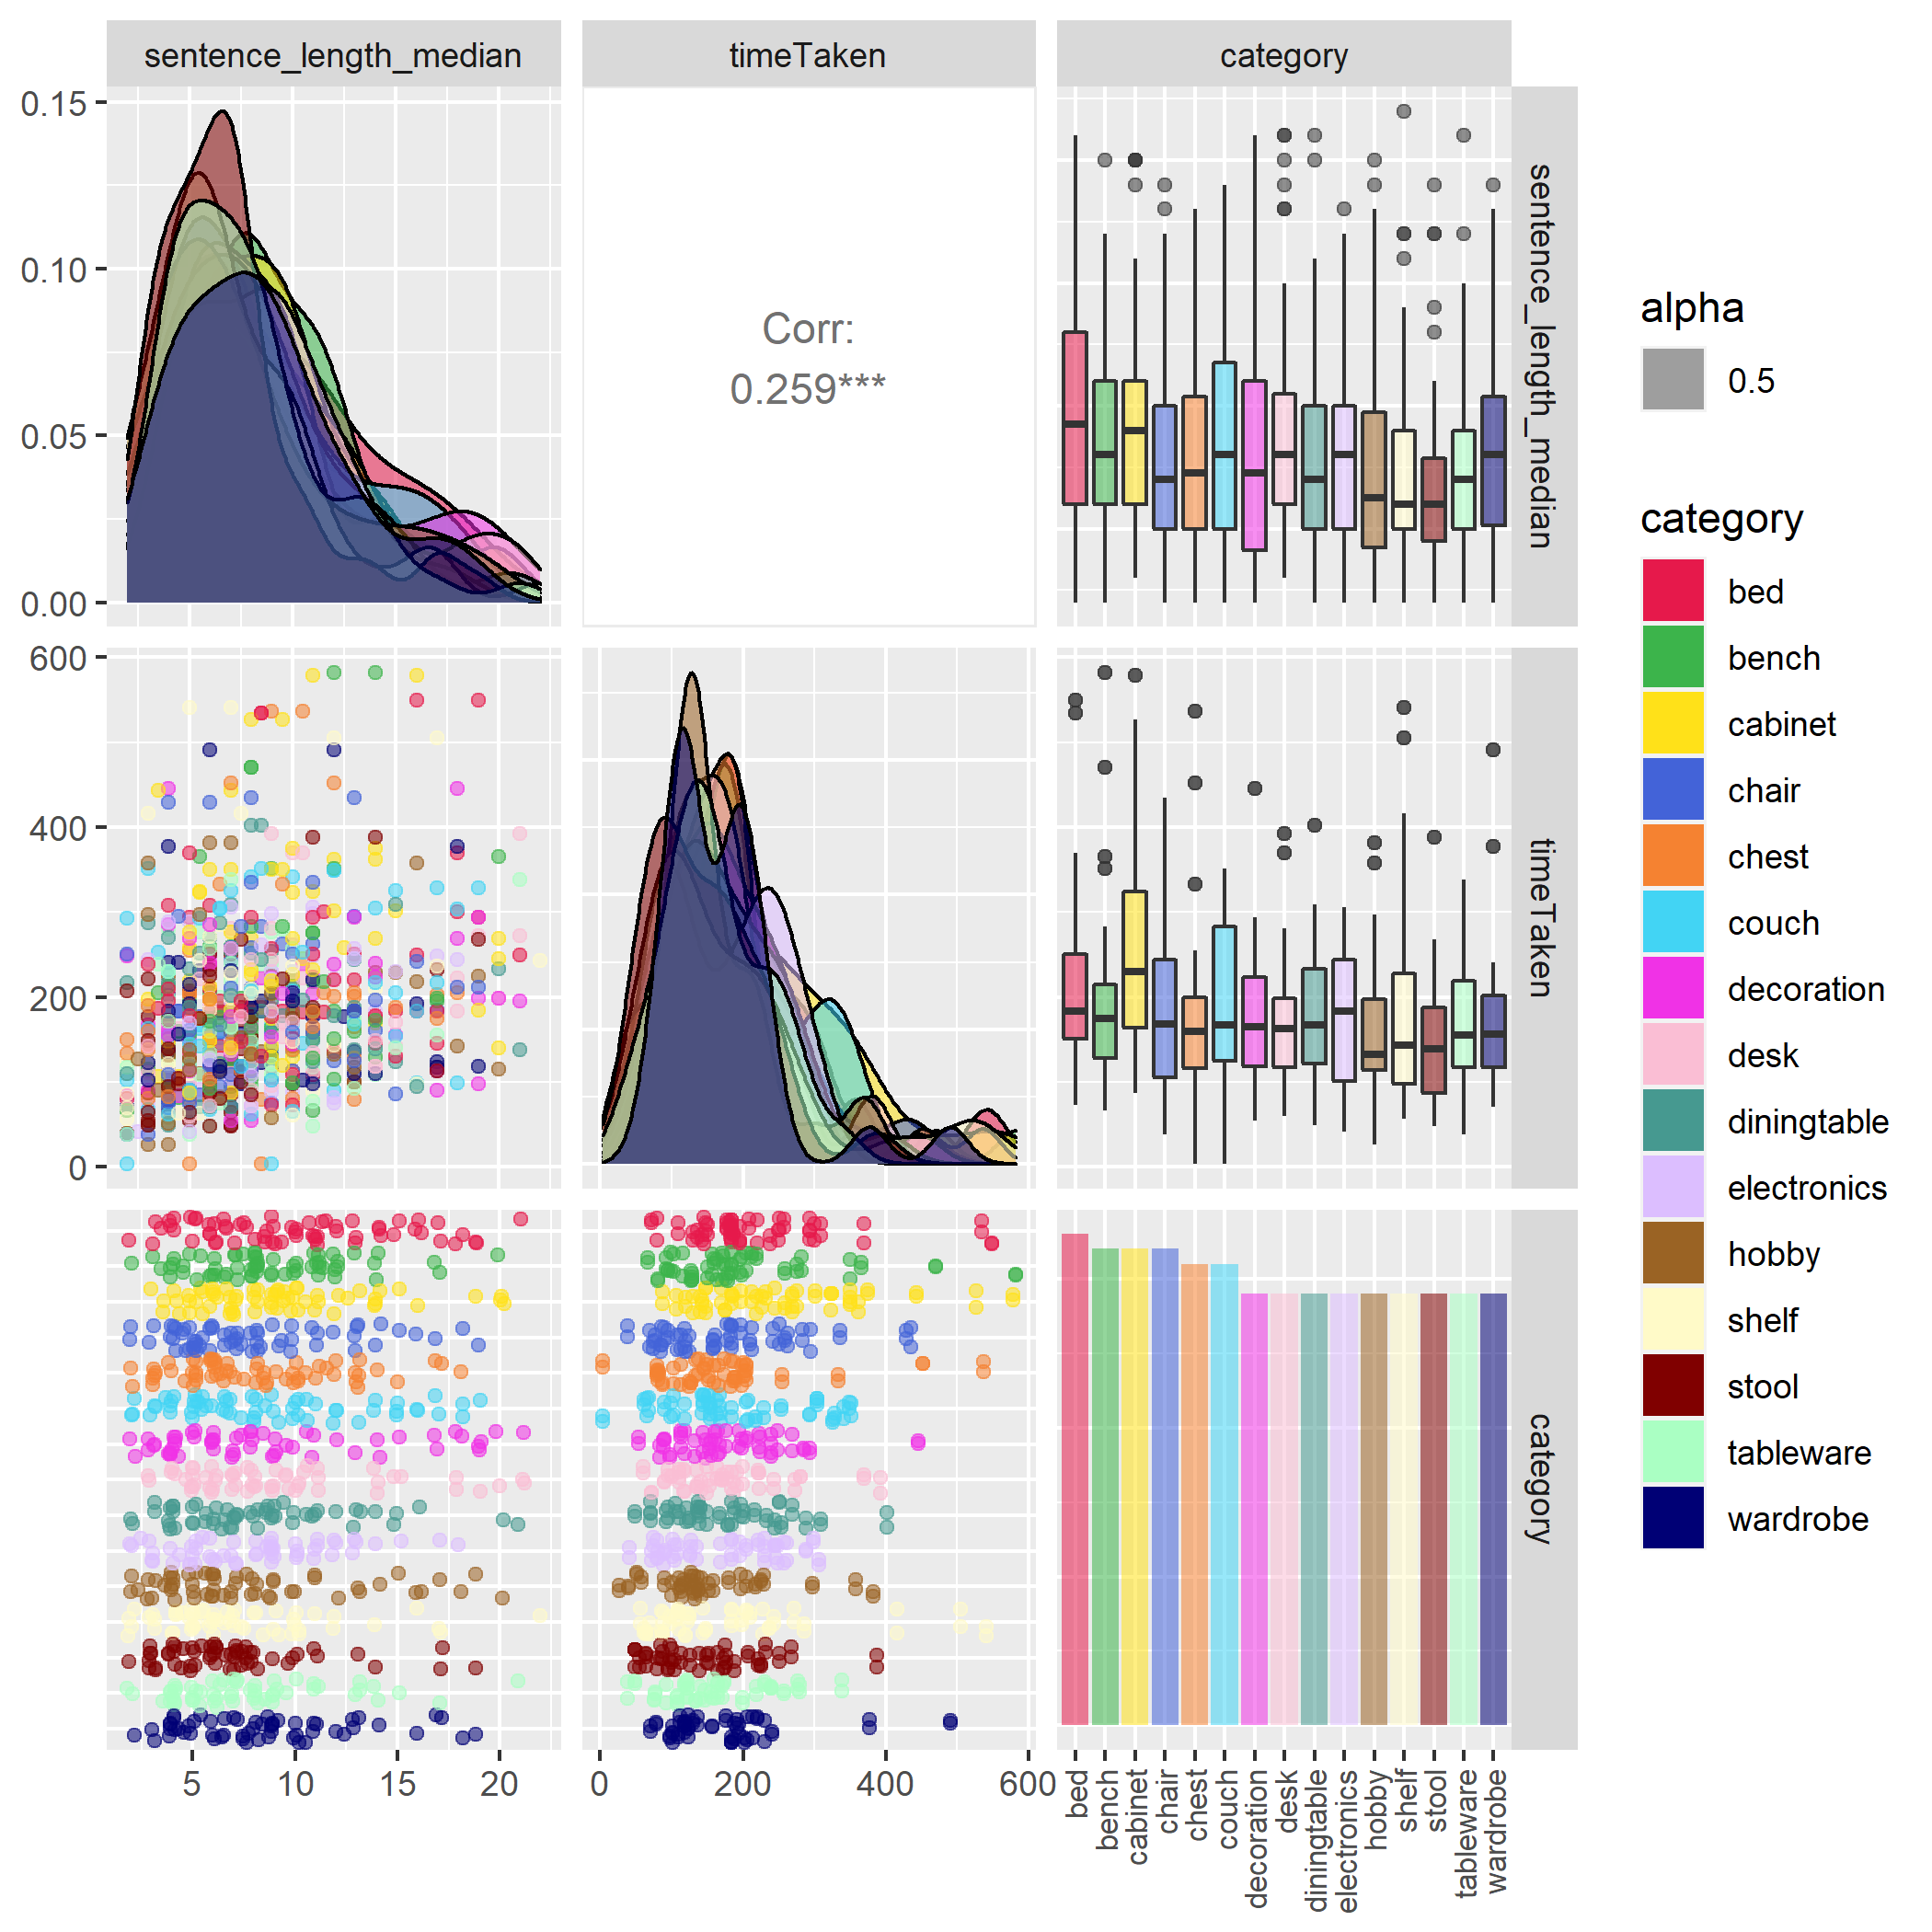 sentence_length_median
timeTaken
category
0.15
0.10
0.05
0.00
Corr:
0.259***
sentence_length_median
600
400
200
0
timeTaken
category
5
10
15
20
0
200
400
600
bed
bench
cabinet
chair
chest
couch
decoration
desk
diningtable
electronics
hobby
shelf
stool
tableware
wardrobe
alpha
0.5
category
bed
bench
cabinet
chair
chest
couch
decoration
desk
diningtable
electronics
hobby
shelf
stool
tableware
wardrobe